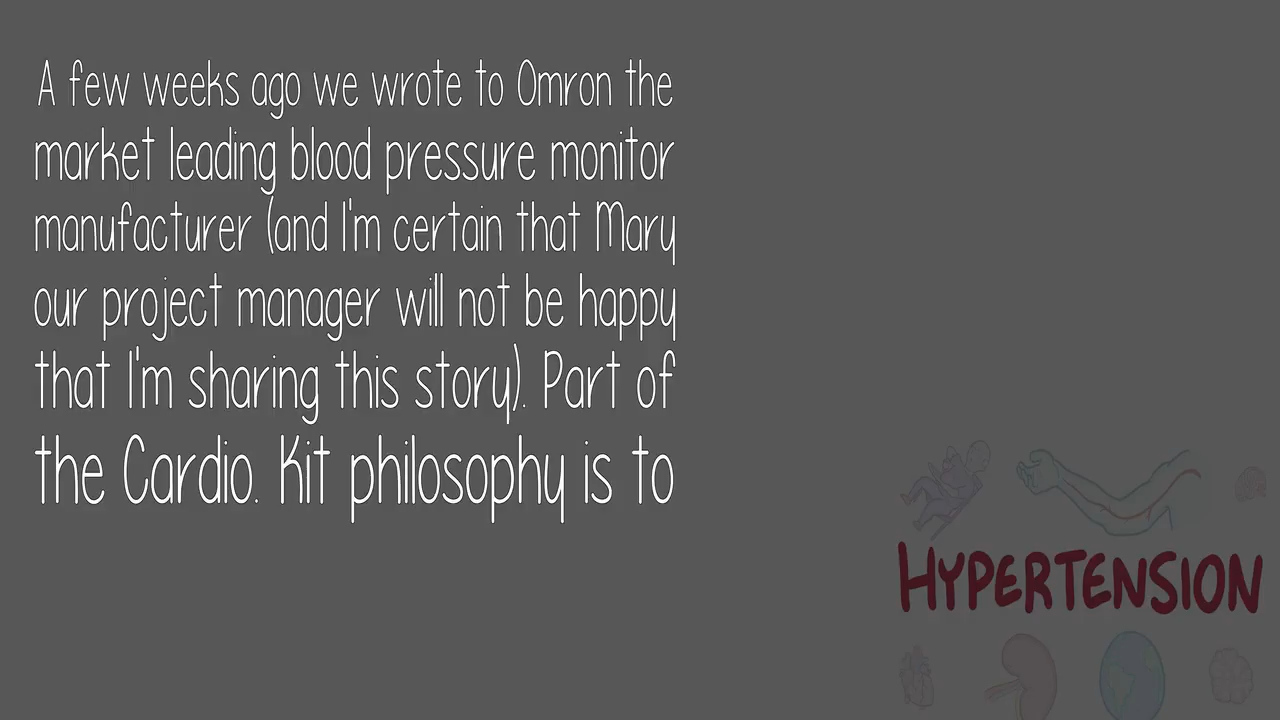 A few weeks ago we wrote to Omron the
market leading blood pressure monitor
manufacturer (and I'm certain that Mary
our project manager will not be happy
that I'm sharing this story). Part of
the Cardio. Kit philosophy is to
HYPERTENSION